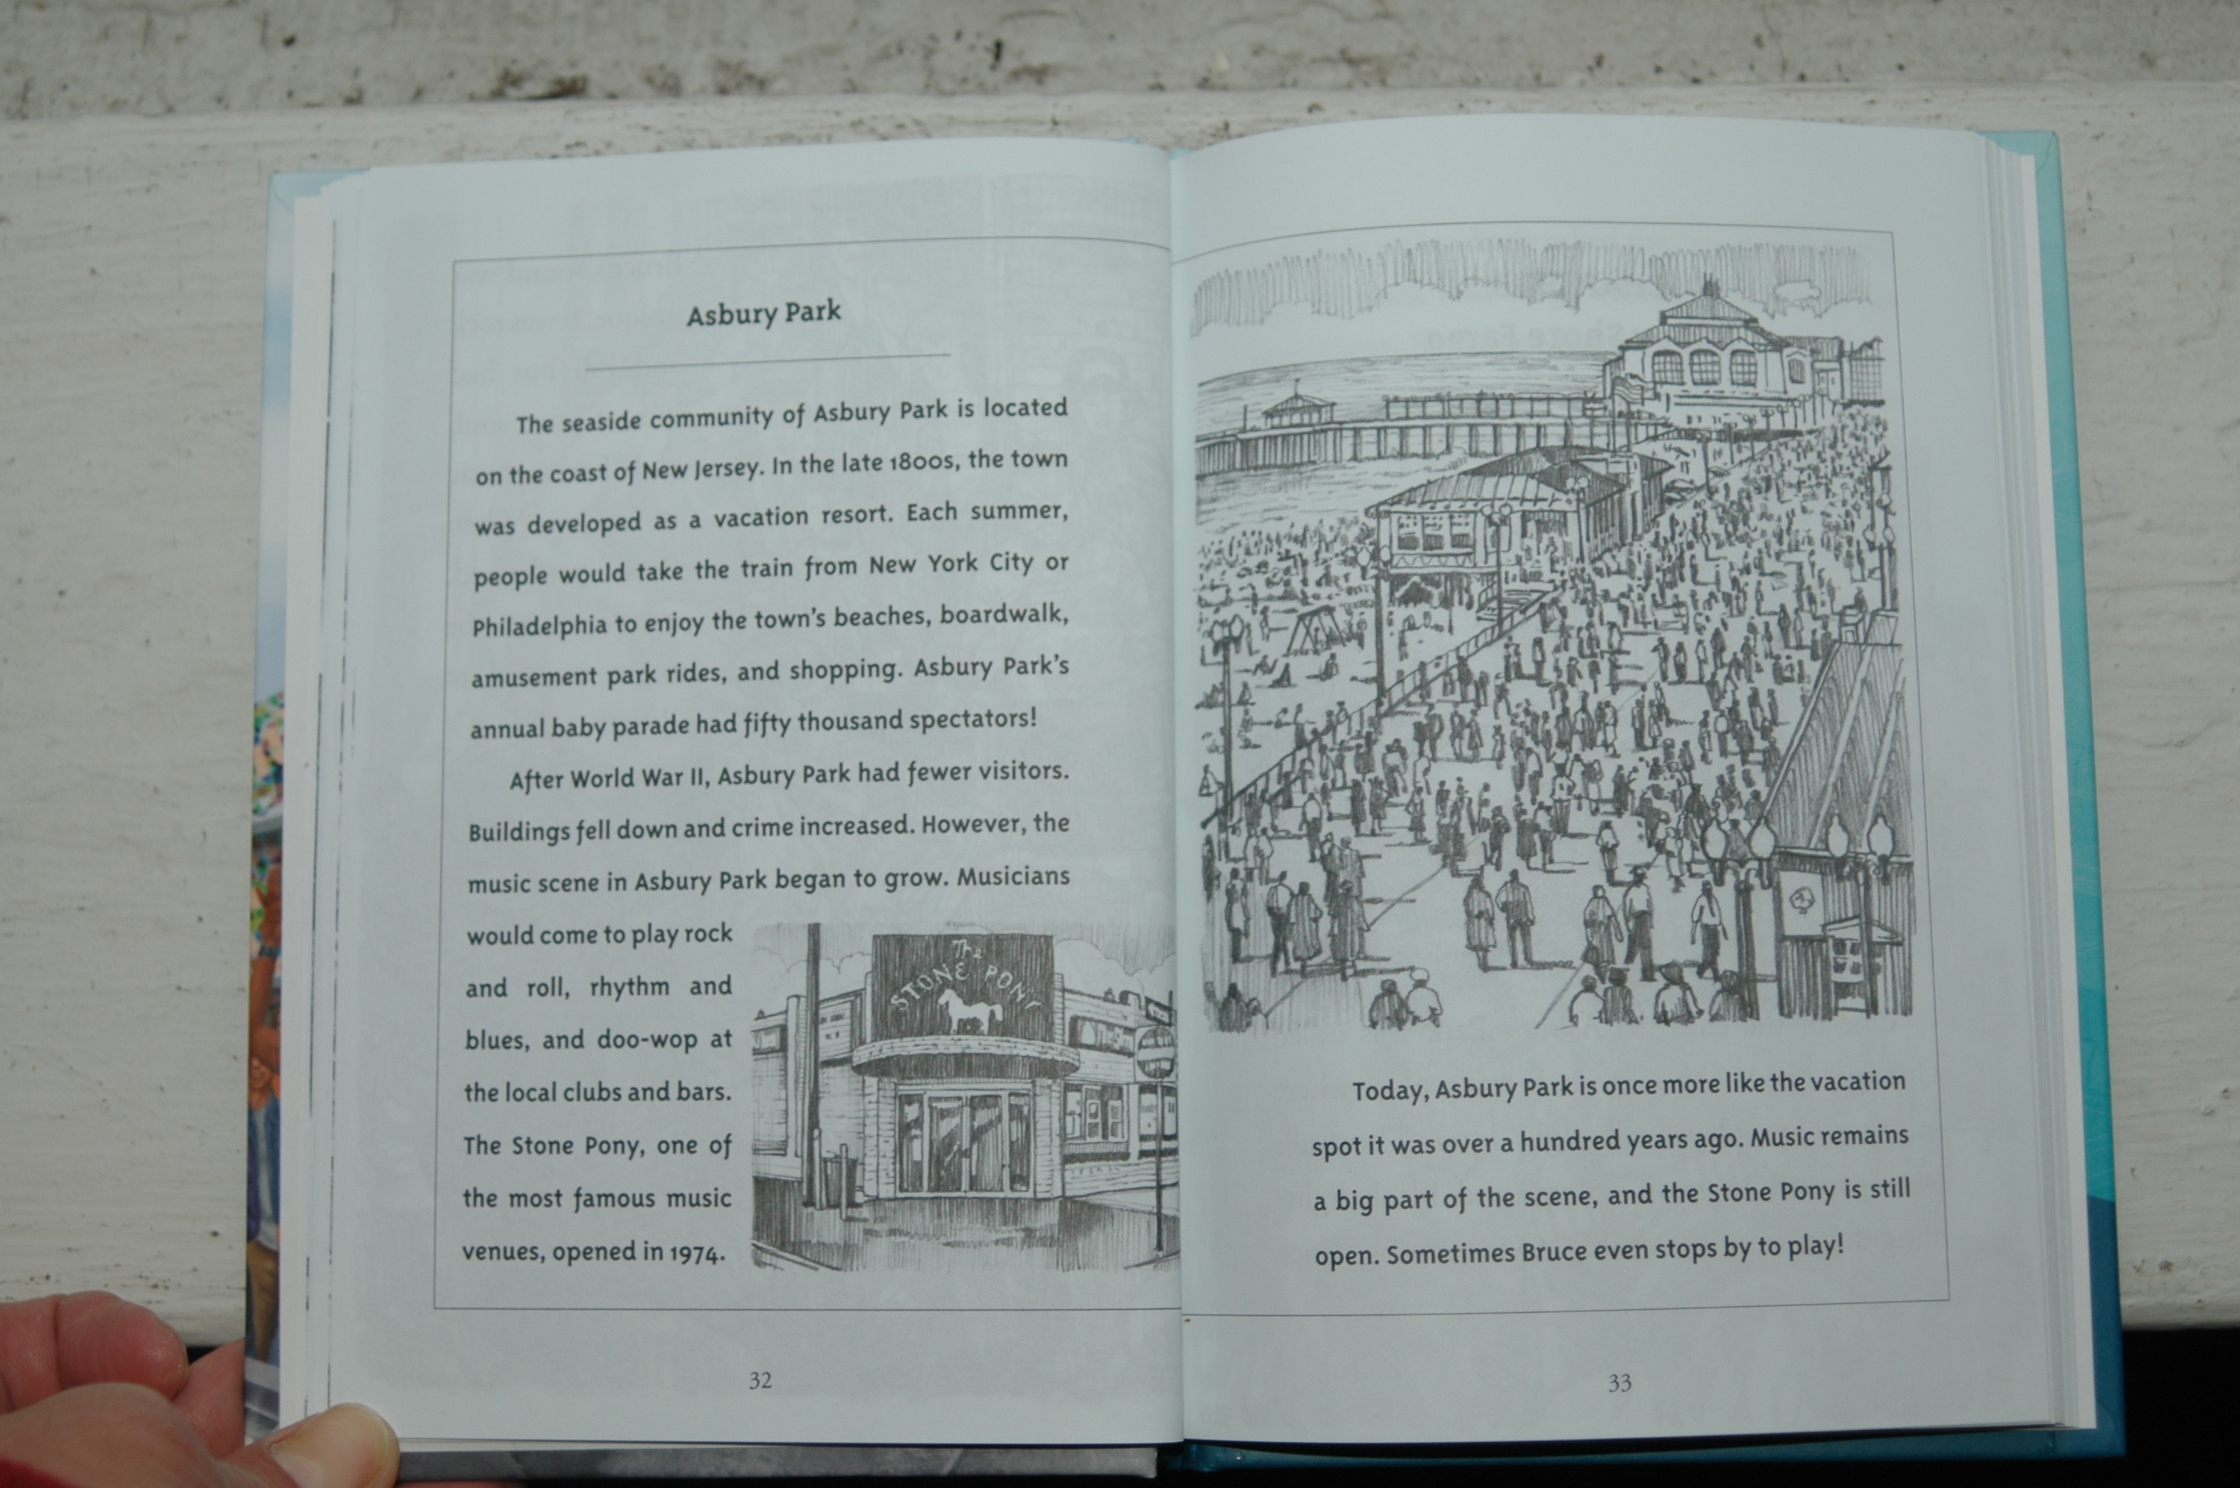 Asbury Park
The seaside community of Asbury Park is located
on the coast of New Jersey. In the late 1800s, the town
was developed as a vacation resort. Each summer,
people would take the train from New York City or
Philadelphia to enjoy the town's beaches, boardwalk,
amusement park rides, and shopping. Asbury Park's
annual baby parade had fifty thousand spectators!
After World War II, Asbury Park had fewer visitors.
Buildings fell down and crime increased. However, the
music scene in Asbury Park began to grow. Musicians
would come to play rock
and roll, rhythm and
blues, and doo-wop at
the local clubs and bars.
The Stone Pony, one of
the most famous music
venues, opened in 1974.
The
STONE PONY
32
Today, Asbury Park is once more like the vacation
spot it was over a hundred years ago. Music remains
a big part of the scene, and the Stone Pony is still
open. Sometimes Bruce even stops by to play!
33